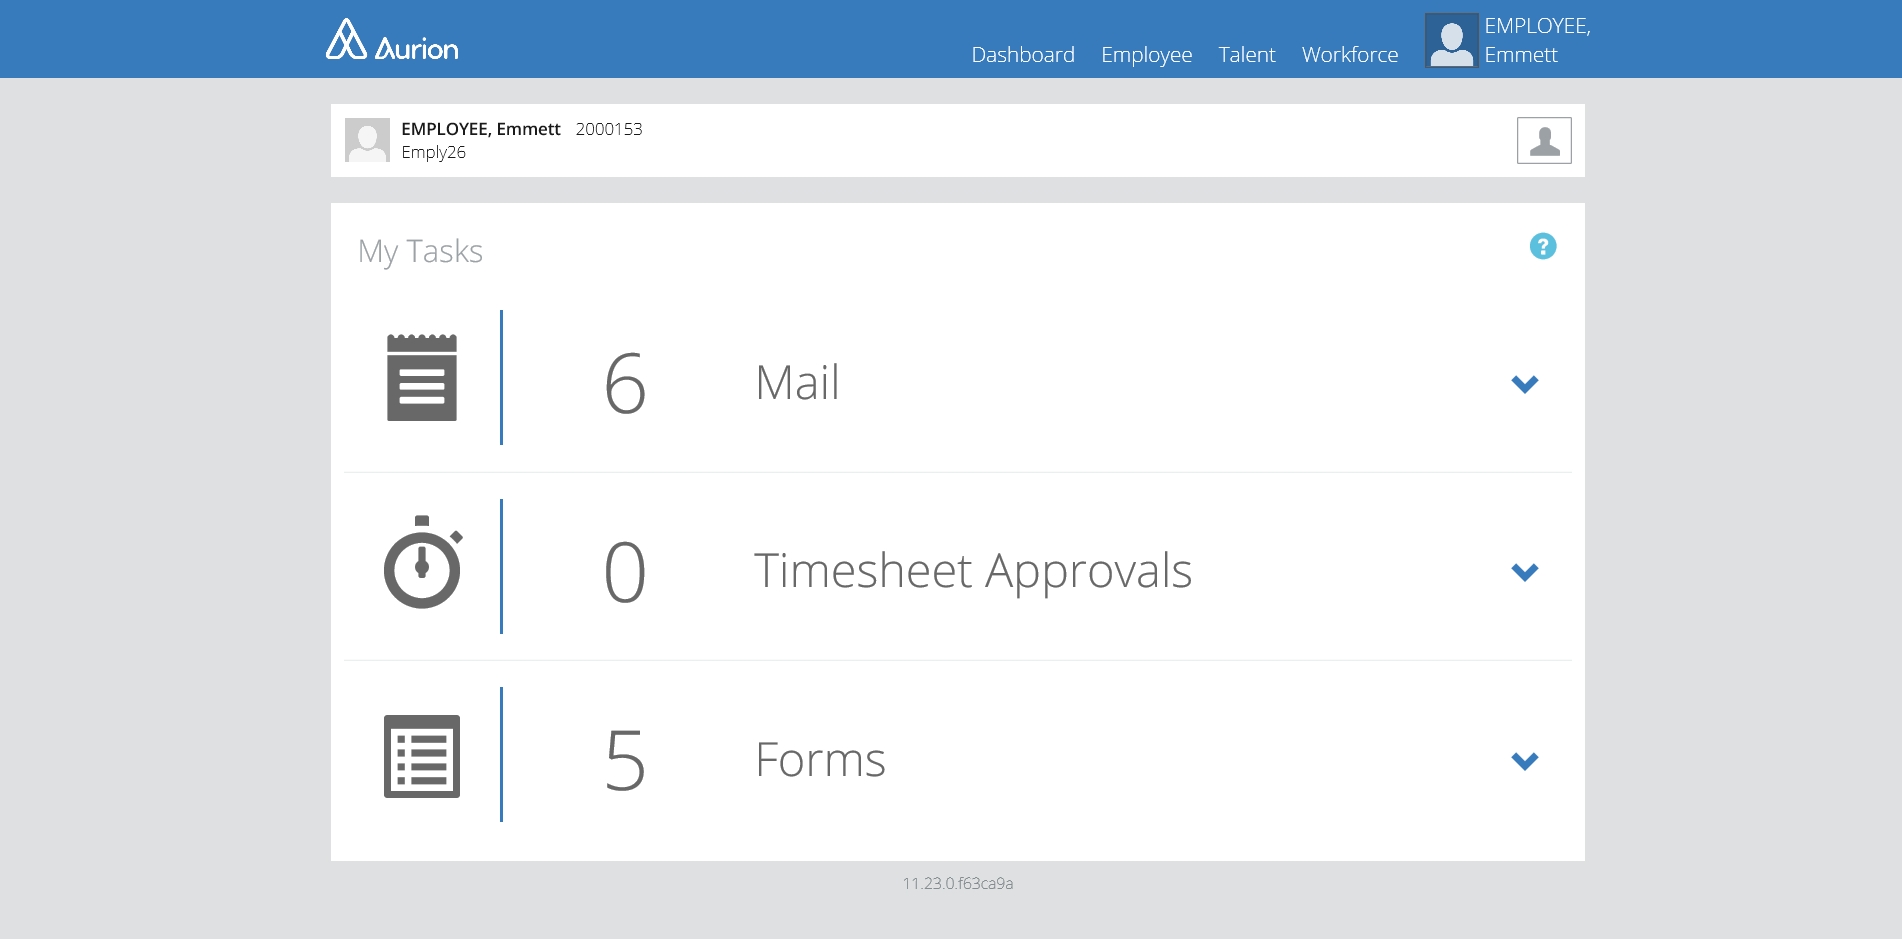 Aurion
Dashboard Employee Talent Workforce
EMPLOYEE,
Emmett
EMPLOYEE, Emmett 2000153
Emply26
My Tasks
?
6 Mail
0 Timesheet Approvals
5 Forms
11.23.0.f63ca9a